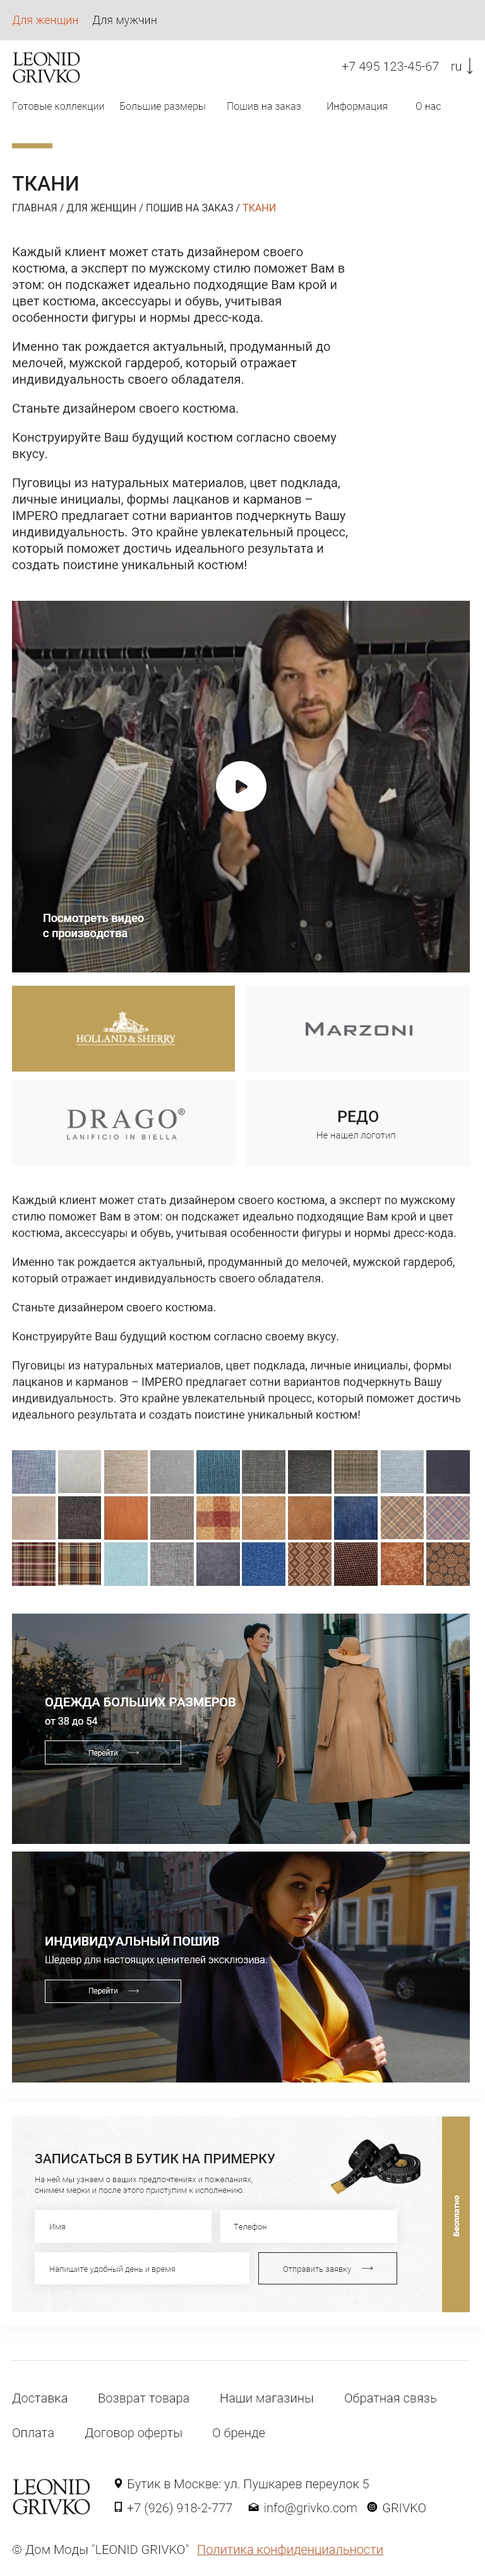 Для женщин Для мужчин
LEONID
GRIVKO
+7 495 123-45-67 ru
Готовые коллекции Большие размеры Пошив на заказ Информация О нас
ТКАНИ
ГЛАВНАЯ / ДЛЯ ЖЕНЩИН / ПОШИВ НА ЗАКАЗ / ТКАНИ
Каждый клиент может стать дизайнером своего
костюма, а эксперт по мужскому стилю поможет Вам в
этом: он подскажет идеально подходящие Вам крой и
цвет костюма, аксессуары и обувь, учитывая
особенности фигуры и нормы дресс-кода.
Именно так рождается актуальный, продуманный до
мелочей, мужской гардероб, который отражает
индивидуальность своего обладателя.
Станьте дизайнером своего костюма.
Конструируйте Ваш будущий костюм согласно своему
вкусу.
Пуговицы из натуральных материалов, цвет подклада,
личные инициалы, формы лацканов и карманов –
IMPERO предлагает сотни вариантов подчеркнуть Вашу
индивидуальность. Это крайне увлекательный процесс,
который поможет достичь идеального результата и
создать поистине уникальный костюм!
Посмотреть видео
с производства
HOLLAND & SHERRY
MARZONI
DRAGO®
LANIFICIO IN BIELLA
РЕДО
Не нашел логотип
Каждый клиент может стать дизайнером своего костюма, а эксперт по мужскому
стилю поможет Вам в этом: он подскажет идеально подходящие Вам крой и цвет
костюма, аксессуары и обувь, учитывая особенности фигуры и нормы дресс-кода.
Именно так рождается актуальный, продуманный до мелочей, мужской гардероб,
который отражает индивидуальность своего обладателя.
Станьте дизайнером своего костюма.
Конструируйте Ваш будущий костюм согласно своему вкусу.
Пуговицы из натуральных материалов, цвет подклада, личные инициалы, формы
лацканов и карманов – IMPERO предлагает сотни вариантов подчеркнуть Вашу
индивидуальность. Это крайне увлекательный процесс, который поможет достичь
идеального результата и создать поистине уникальный костюм!
ОДЕЖДА БОЛЬШИХ РАЗМЕРОВ
от 38 до 54
Перейти
ИНДИВИДУАЛЬНЫЙ ПОШИВ
Шедевр для настоящих ценителей эксклюзива.
Перейти
ЗАПИСАТЬСЯ В БУТИК НА ПРИМЕРКУ
На ней мы узнаем о ваших предпочтениях и пожеланиях,
снимем мерки и после этого приступим к исполнению.
Имя Телефон
Напишите удобный день и время Отправить заявку
Бесплатно
Доставка Возврат товара Наши магазины Обратная связь
Оплата Договор оферты О бренде
LEONID
GRIVKO
Бутик в Москве: ул. Пушкарев переулок 5
+7 (926) 918-2-777 info@grivko.com GRIVKO
© Дом Моды "LEONID GRIVKO" Политика конфиденциальности